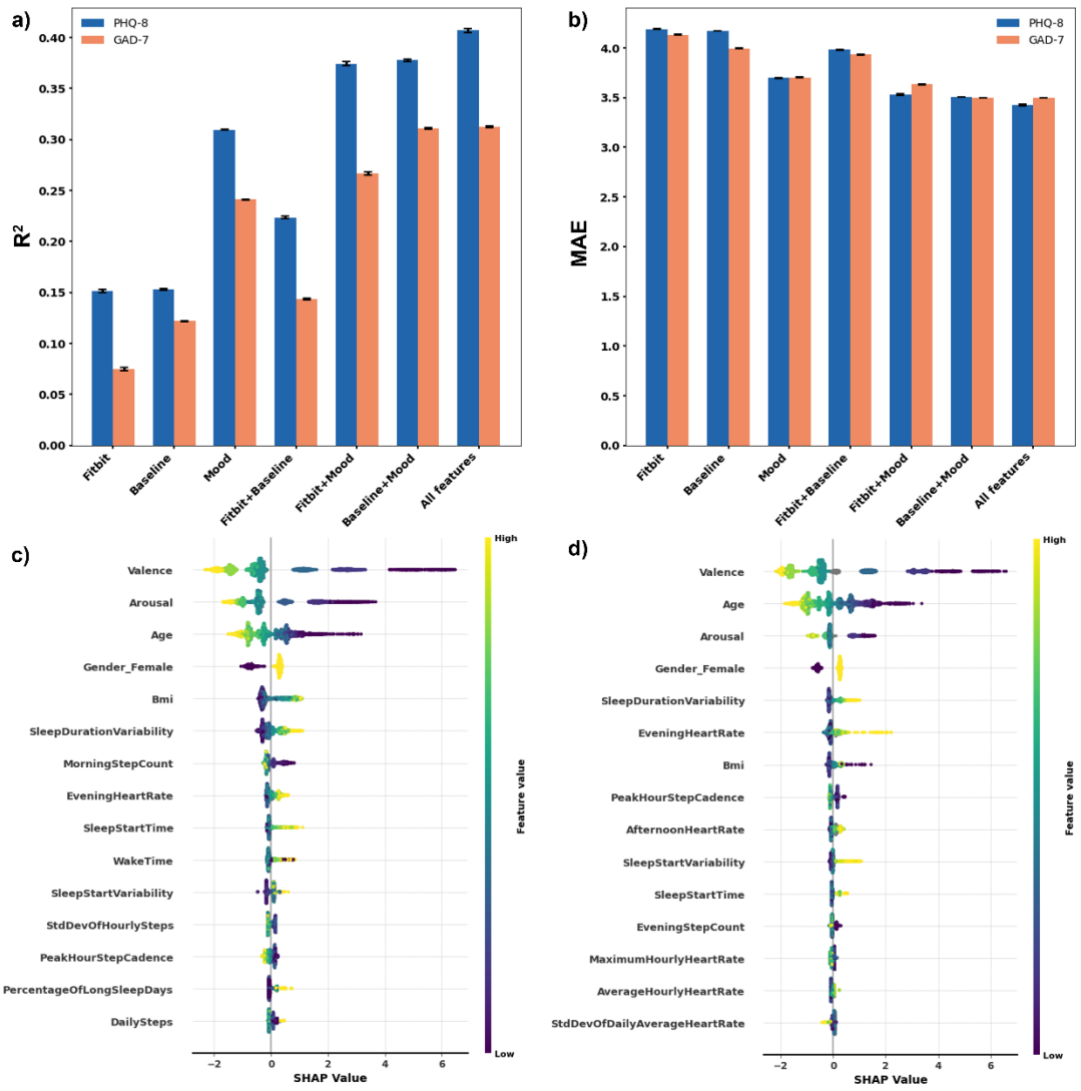 a)
PHQ-8
GAD-7
0.40
0.35
0.30
0.25
0.20
0.15
0.10
0.05
0.00
R²
Fitbit
Baseline
Mood
Fitbit+Baseline
Fitbit+Mood
Baseline+Mood
All features
b)
PHQ-8
GAD-7
4.0
3.5
3.0
2.5
2.0
1.5
1.0
0.5
0.0
MAE
Fitbit
Baseline
Mood
Fitbit+Baseline
Fitbit+Mood
Baseline+Mood
All features
c)
Valence
Arousal
Age
Gender_Female
Bmi
SleepDurationVariability
MorningStepCount
EveningHeartRate
SleepStartTime
WakeTime
SleepStartVariability
StdDevOfHourlySteps
PeakHourStepCadence
PercentageOfLongSleepDays
DailySteps
−2 0 2 4 6
SHAP Value
High
Feature value
Low
d)
Valence
Age
Arousal
Gender_Female
SleepDurationVariability
EveningHeartRate
Bmi
PeakHourStepCadence
AfternoonHeartRate
SleepStartVariability
SleepStartTime
EveningStepCount
MaximumHourlyHeartRate
AverageHourlyHeartRate
StdDevOfDailyAverageHeartRate
−2 0 2 4 6
SHAP Value
High
Feature value
Low